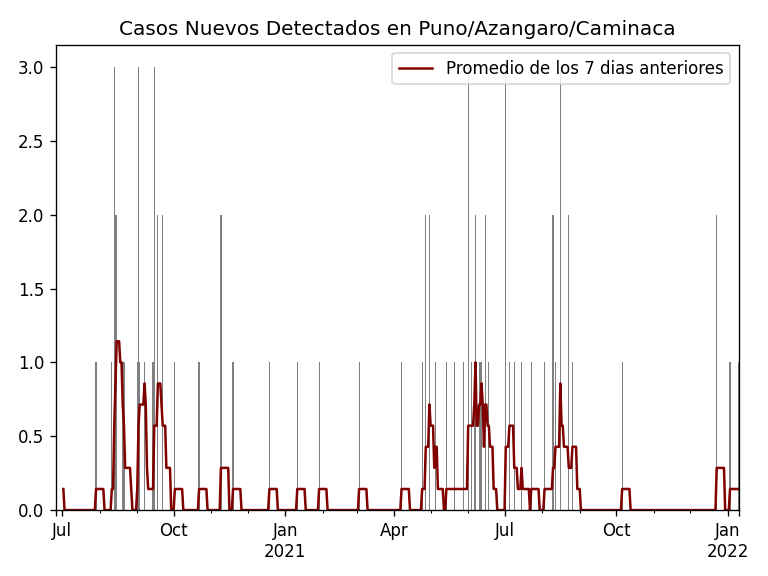 Casos Nuevos Detectados en Puno/Azangaro/Caminaca
Promedio de los 7 dias anteriores
3.0
2.5
2.0
1.5
1.0
0.5
0.0
Jul Oct Jan Apr Jul Oct Jan
2021 2022